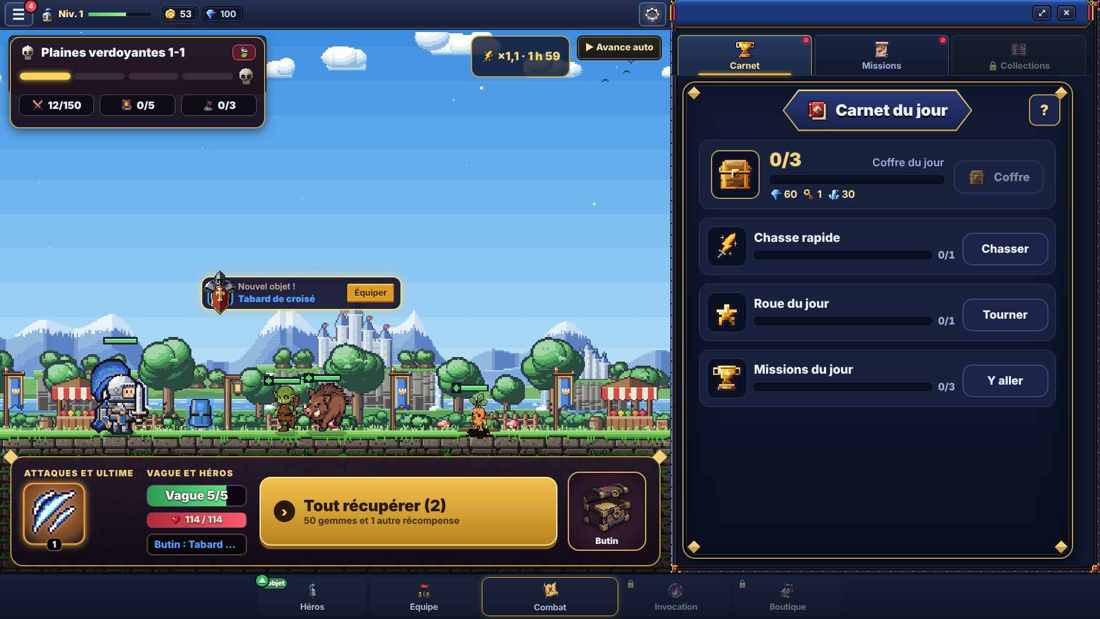 4
Niv. 1
53
100
Plaines verdoyantes 1-1
12/150
0/5
0/3
×1,1 · 1 h 59
Avance auto
Nouvel objet !
Tabard de croisé
Équiper
ATTAQUES ET ULTIME
VAGUE ET HÉROS
1
Vague 5/5
114 / 114
Butin : Tabard ...
Tout récupérer (2)
50 gemmes et 1 autre récompense
Butin
objet
Héros
Équipe
Combat
Invocation
Boutique
Carnet
Missions
Collections
Carnet du jour
?
0/3
Coffre du jour
60
1
30
Coffre
Chasse rapide
0/1
Chasser
Roue du jour
0/1
Tourner
Missions du jour
0/3
Y aller